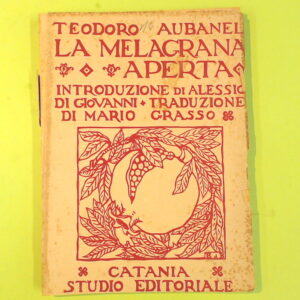 TEODORO AUBANEL
LA MELAGRANA
APERTA
INTRODUZIONE DI ALESSIO
DI GIOVANNI TRADUZIONE
DI MARIO GRASSO
CATANIA
STUDIO EDITORIALE